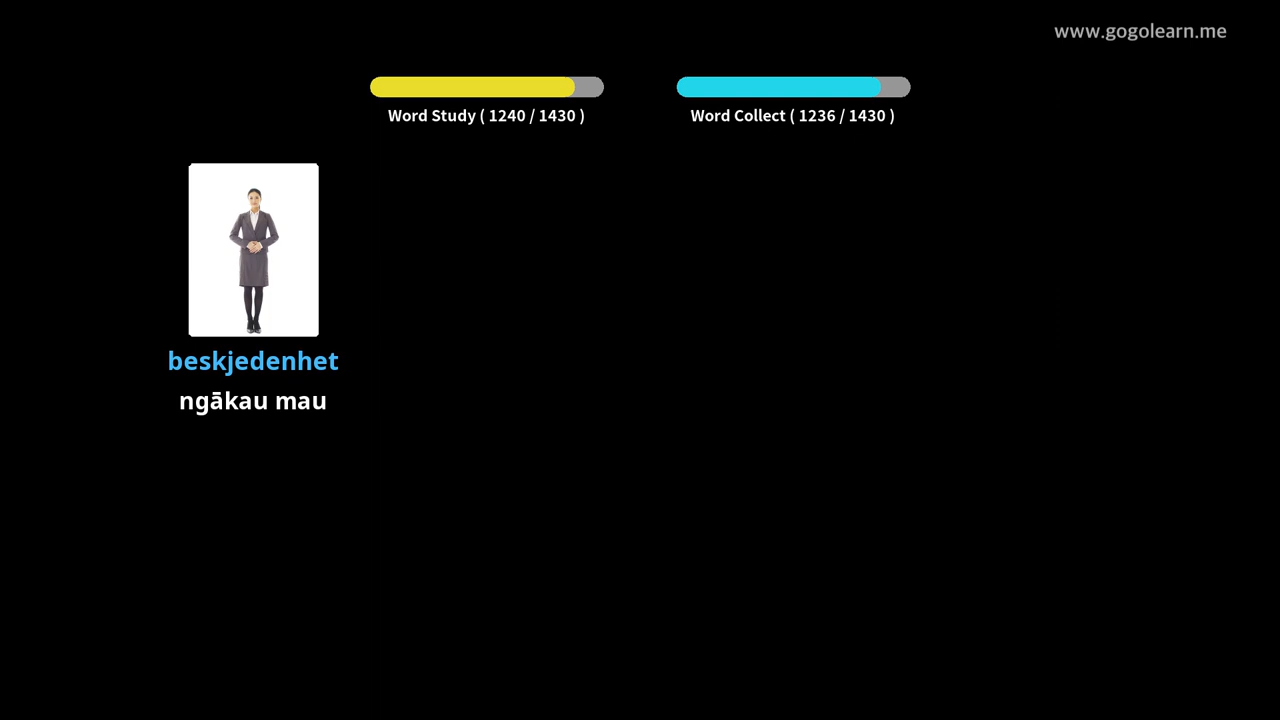 www.gogolearn.me
Word Study ( 1240 / 1430 )
Word Collect ( 1236 / 1430 )
beskjedenhet
ngākau mau